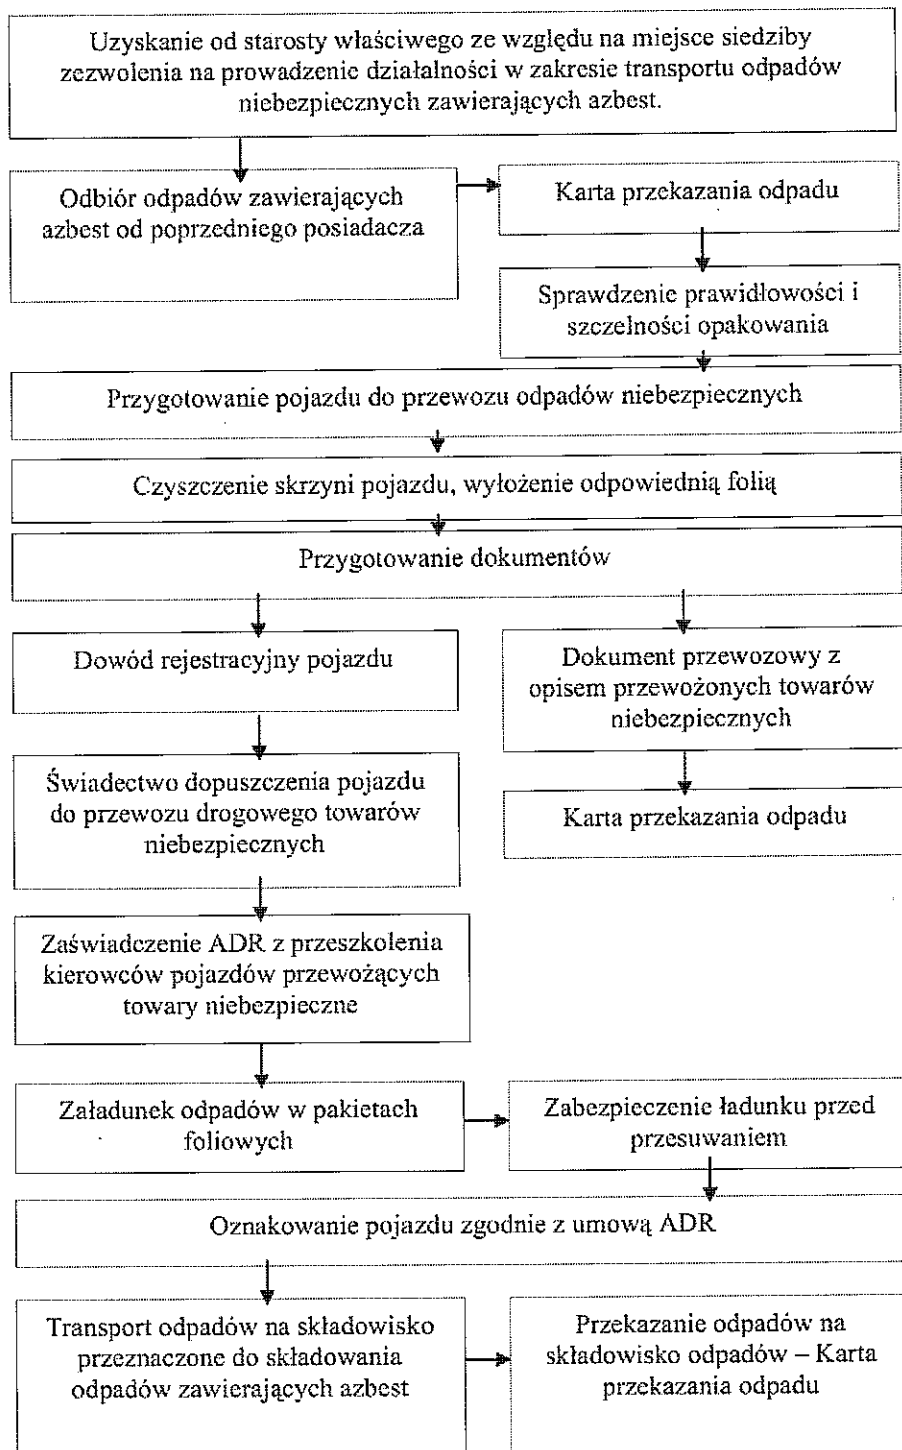 Uzyskanie od starosty właściwego ze względu na miejsce siedziby
zezwolenia na prowadzenie działalności w zakresie transportu odpadów
niebezpiecznych zawierających azbest.
Odbiór odpadów zawierających
azbest od poprzedniego posiadacza
Karta przekazania odpadu
Sprawdzenie prawidłowości i
szczelności opakowania
Przygotowanie pojazdu do przewozu odpadów niebezpiecznych
Czyszczenie skrzyni pojazdu, wyłożenie odpowiednią folią
Przygotowanie dokumentów
Dowód rejestracyjny pojazdu
Dokument przewozowy z
opisem przewożonych towarów
niebezpiecznych
Świadectwo dopuszczenia pojazdu
do przewozu drogowego towarów
niebezpiecznych
Karta przekazania odpadu
Zaświadczenie ADR z przeszkolenia
kierowców pojazdów przewożących
towary niebezpieczne
Załadunek odpadów w pakietach
foliowych
Zabezpieczenie ładunku przed
przesuwaniem
Oznakowanie pojazdu zgodnie z umową ADR
Transport odpadów na składowisko
przeznaczone do składowania
odpadów zawierających azbest
Przekazanie odpadów na
składowisko odpadów – Karta
przekazania odpadu